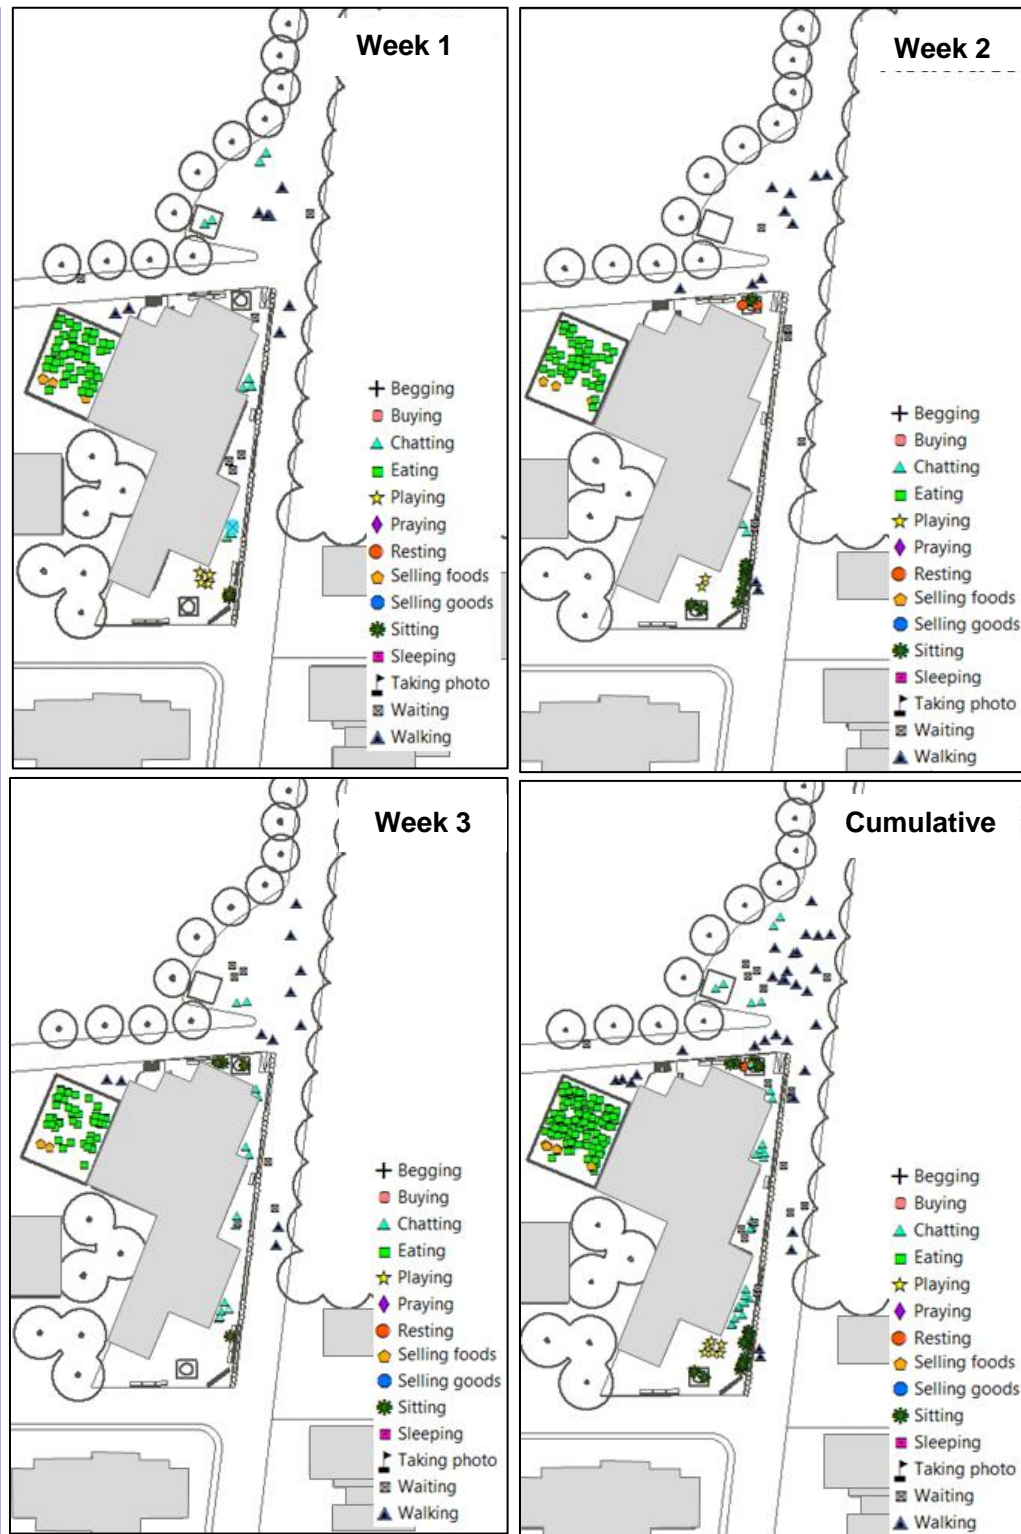 Week 1
Begging
Buying
Chatting
Eating
Playing
Praying
Resting
Selling foods
Selling goods
Sitting
Sleeping
Taking photo
Waiting
Walking
Week 2
Begging
Buying
Chatting
Eating
Playing
Praying
Resting
Selling foods
Selling goods
Sitting
Sleeping
Taking photo
Waiting
Walking
Week 3
Begging
Buying
Chatting
Eating
Playing
Praying
Resting
Selling foods
Selling goods
Sitting
Sleeping
Taking photo
Waiting
Walking
Cumulative
Begging
Buying
Chatting
Eating
Playing
Praying
Resting
Selling foods
Selling goods
Sitting
Sleeping
Taking photo
Waiting
Walking